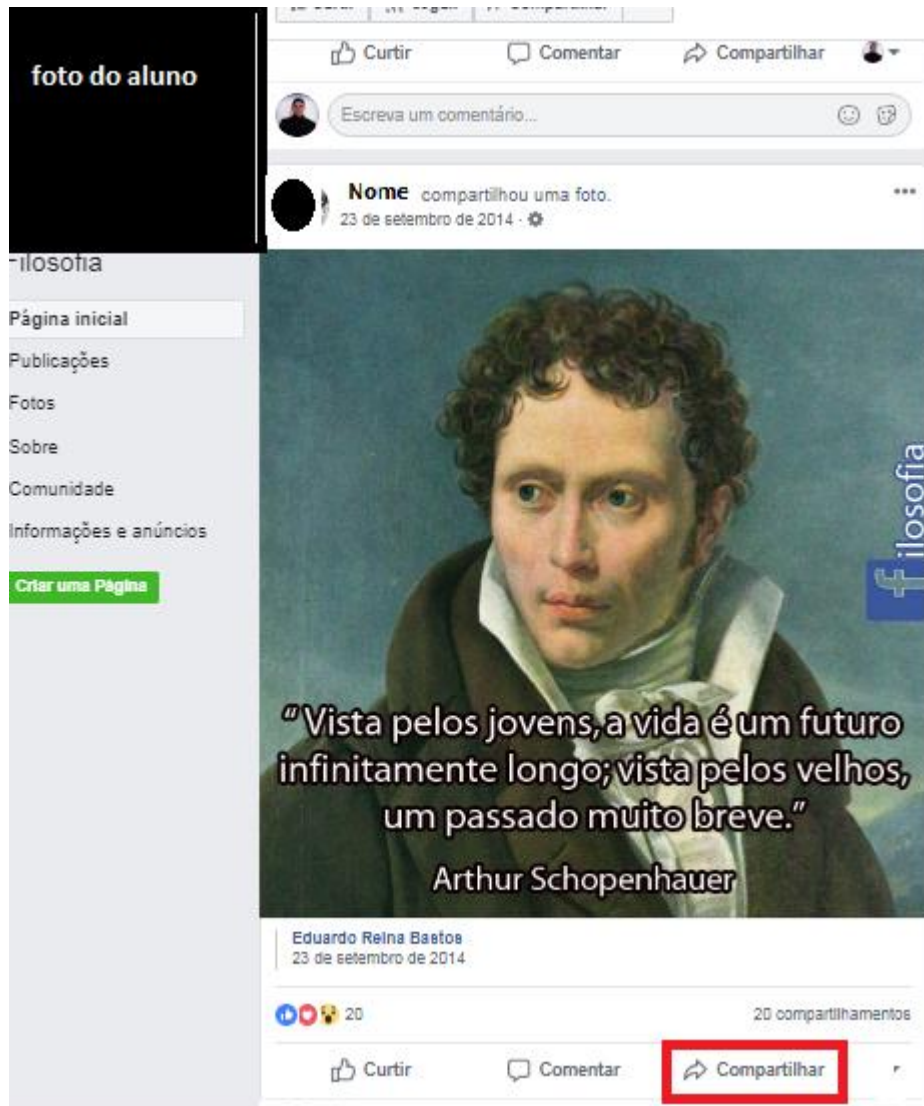 foto do aluno
Curtir Comentar Compartilhar
Escreva um comentário...
Nome compartilhou uma foto.
23 de setembro de 2014
ilosofia
Página inicial
Publicações
Fotos
Sobre
Comunidade
Informações e anúncios
Criar uma Página
filosofia
“Vista pelos jovens, a vida é um futuro
infinitamente longo; vista pelos velhos,
um passado muito breve.”
Arthur Schopenhauer
Eduardo Reina Bastos
23 de setembro de 2014
20
20 compartilhamentos
Curtir Comentar Compartilhar